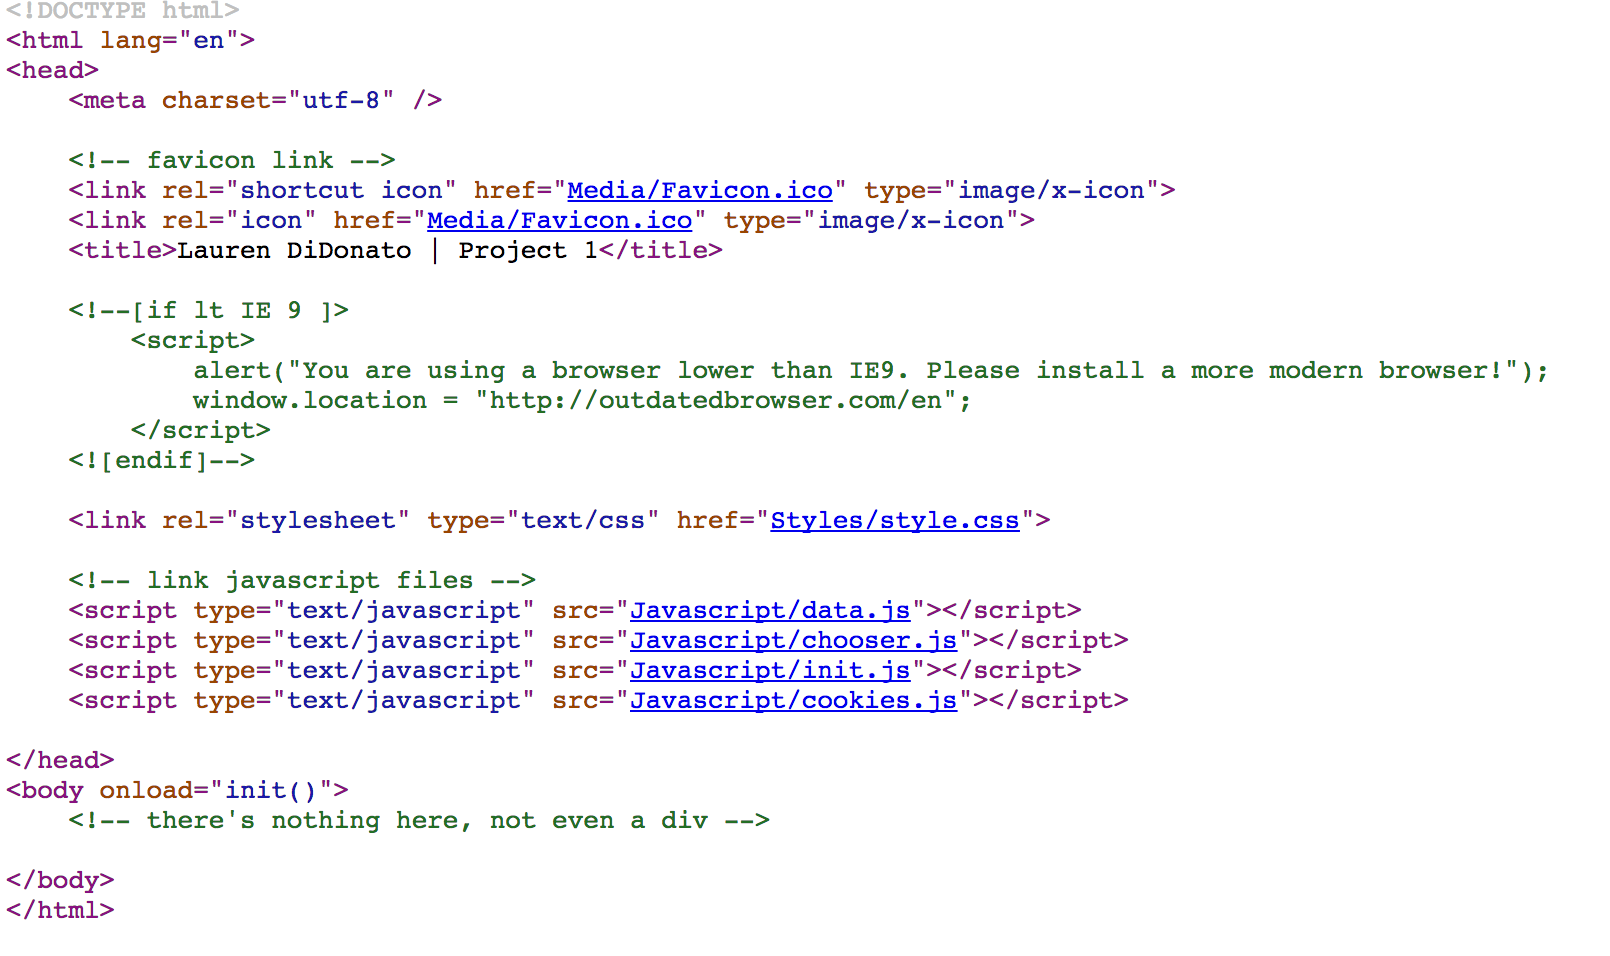 <!DOCTYPE html>
<html lang="en">
<head>
    <meta charset="utf-8" />

    <!-- favicon link -->
    <link rel="shortcut icon" href="Media/Favicon.ico" type="image/x-icon">
    <link rel="icon" href="Media/Favicon.ico" type="image/x-icon">
    <title>Lauren DiDonato | Project 1</title>

    <!--[if lt IE 9 ]>
        <script>
            alert("You are using a browser lower than IE9. Please install a more modern browser!");
            window.location = "http://outdatedbrowser.com/en";
        </script>
    <![endif]-->

    <link rel="stylesheet" type="text/css" href="Styles/style.css">

    <!-- link javascript files -->
    <script type="text/javascript" src="Javascript/data.js"></script>
    <script type="text/javascript" src="Javascript/chooser.js"></script>
    <script type="text/javascript" src="Javascript/init.js"></script>
    <script type="text/javascript" src="Javascript/cookies.js"></script>

</head>
<body onload="init()">
    <!-- there's nothing here, not even a div -->

</body>
</html>